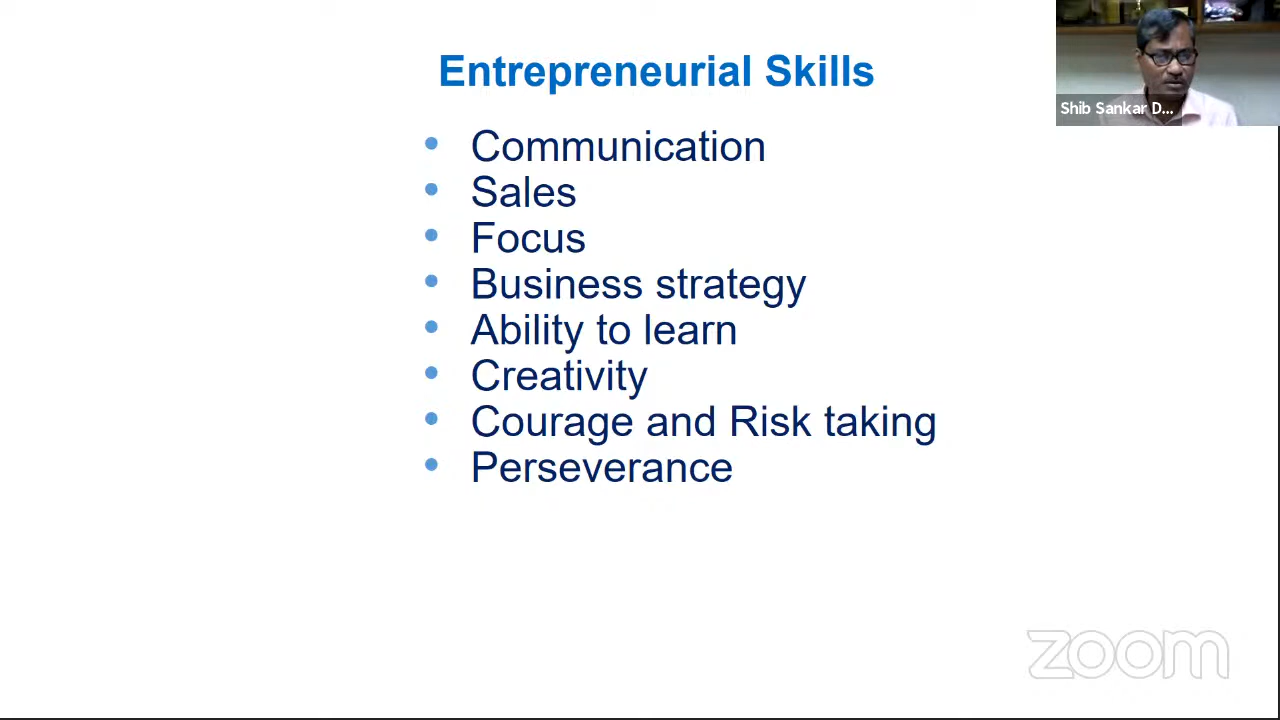 Entrepreneurial Skills
Shib Sankar D...
• Communication
• Sales
• Focus
• Business strategy
• Ability to learn
• Creativity
• Courage and Risk taking
• Perseverance
zoom